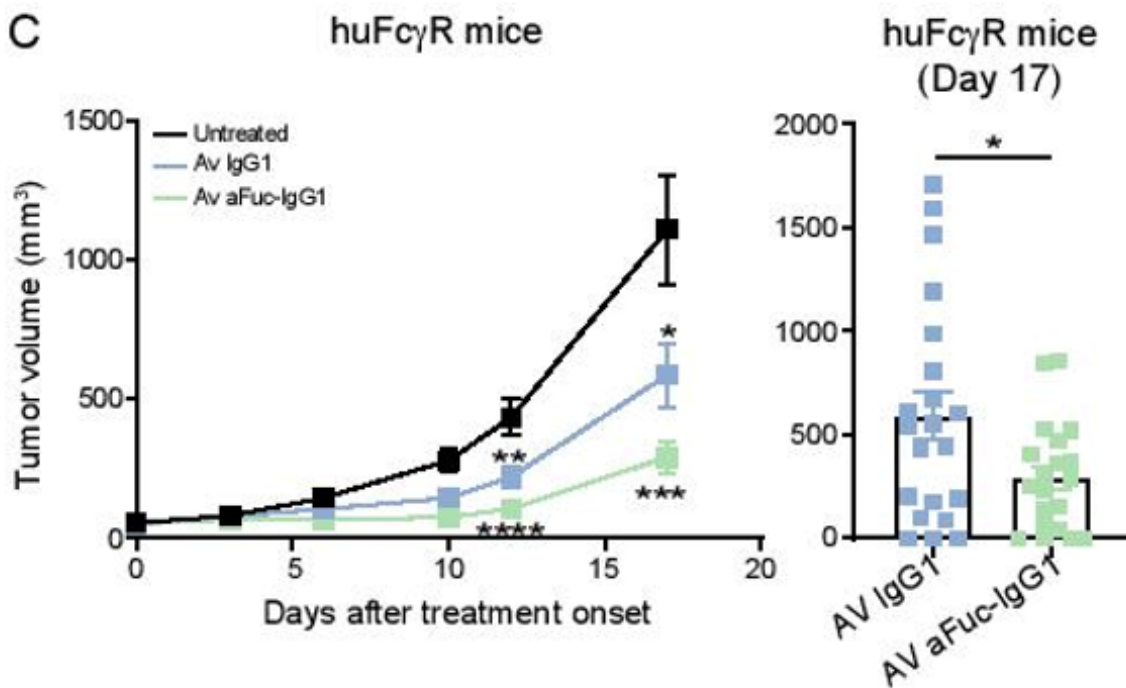 C
huFcγR mice
Tumor volume (mm³)
1500
1000
500
0
Untreated
Av IgG1
Av aFuc-IgG1
**
****
*
***
0
5
10
15
20
Days after treatment onset
huFcγR mice
(Day 17)
2000
1500
1000
500
0
*
AV IgG1
AV aFuc-IgG1